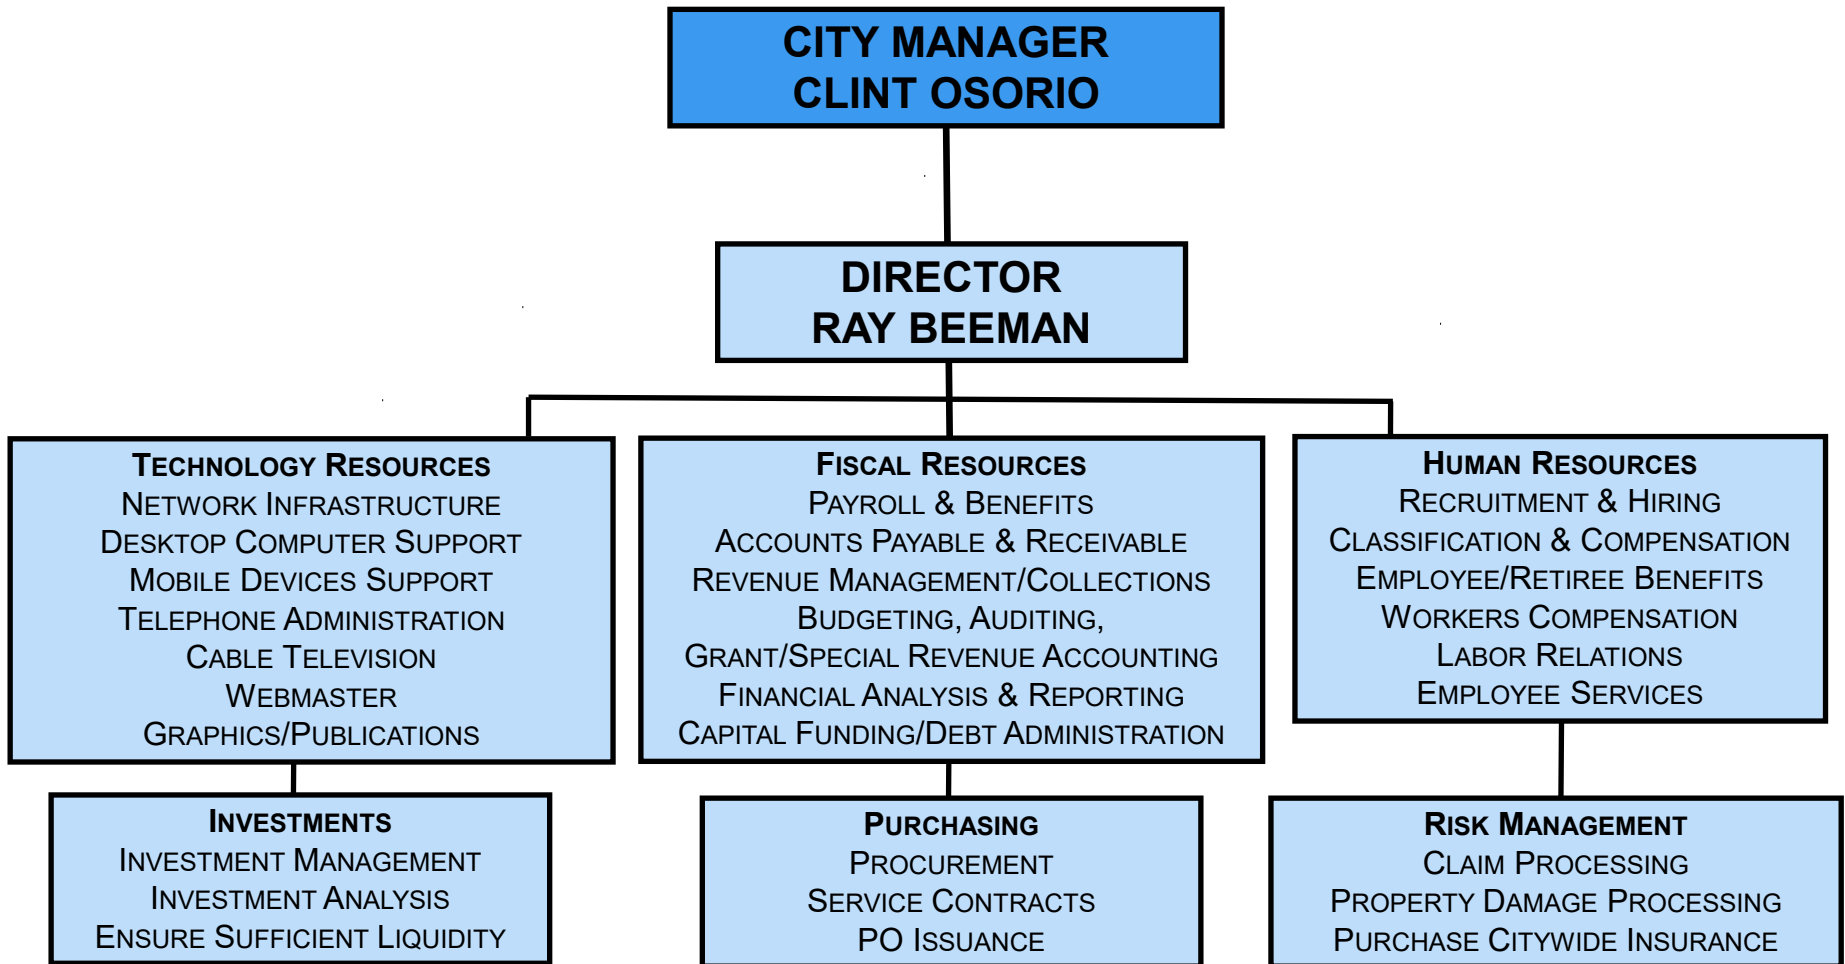 CITY MANAGER
CLINT OSORIO
DIRECTOR
RAY BEEMAN
TECHNOLOGY RESOURCES
NETWORK INFRASTRUCTURE
DESKTOP COMPUTER SUPPORT
MOBILE DEVICES SUPPORT
TELEPHONE ADMINISTRATION
CABLE TELEVISION
WEBMASTER
GRAPHICS/PUBLICATIONS
FISCAL RESOURCES
PAYROLL & BENEFITS
ACCOUNTS PAYABLE & RECEIVABLE
REVENUE MANAGEMENT/COLLECTIONS
BUDGETING, AUDITING,
GRANT/SPECIAL REVENUE ACCOUNTING
FINANCIAL ANALYSIS & REPORTING
CAPITAL FUNDING/DEBT ADMINISTRATION
HUMAN RESOURCES
RECRUITMENT & HIRING
CLASSIFICATION & COMPENSATION
EMPLOYEE/RETIREE BENEFITS
WORKERS COMPENSATION
LABOR RELATIONS
EMPLOYEE SERVICES
INVESTMENTS
INVESTMENT MANAGEMENT
INVESTMENT ANALYSIS
ENSURE SUFFICIENT LIQUIDITY
PURCHASING
PROCUREMENT
SERVICE CONTRACTS
PO ISSUANCE
RISK MANAGEMENT
CLAIM PROCESSING
PROPERTY DAMAGE PROCESSING
PURCHASE CITYWIDE INSURANCE